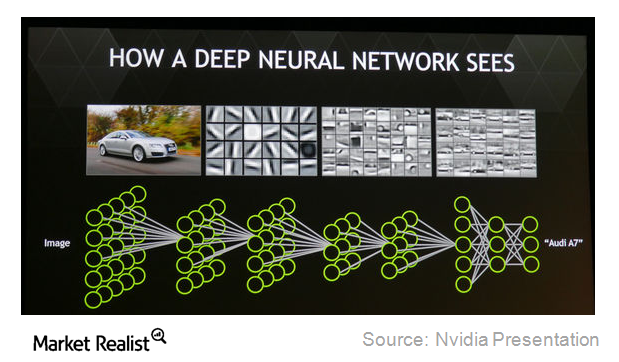 HOW A DEEP NEURAL NETWORK SEES
Image
"Audi A7"
Market Realist
Source: Nvidia Presentation